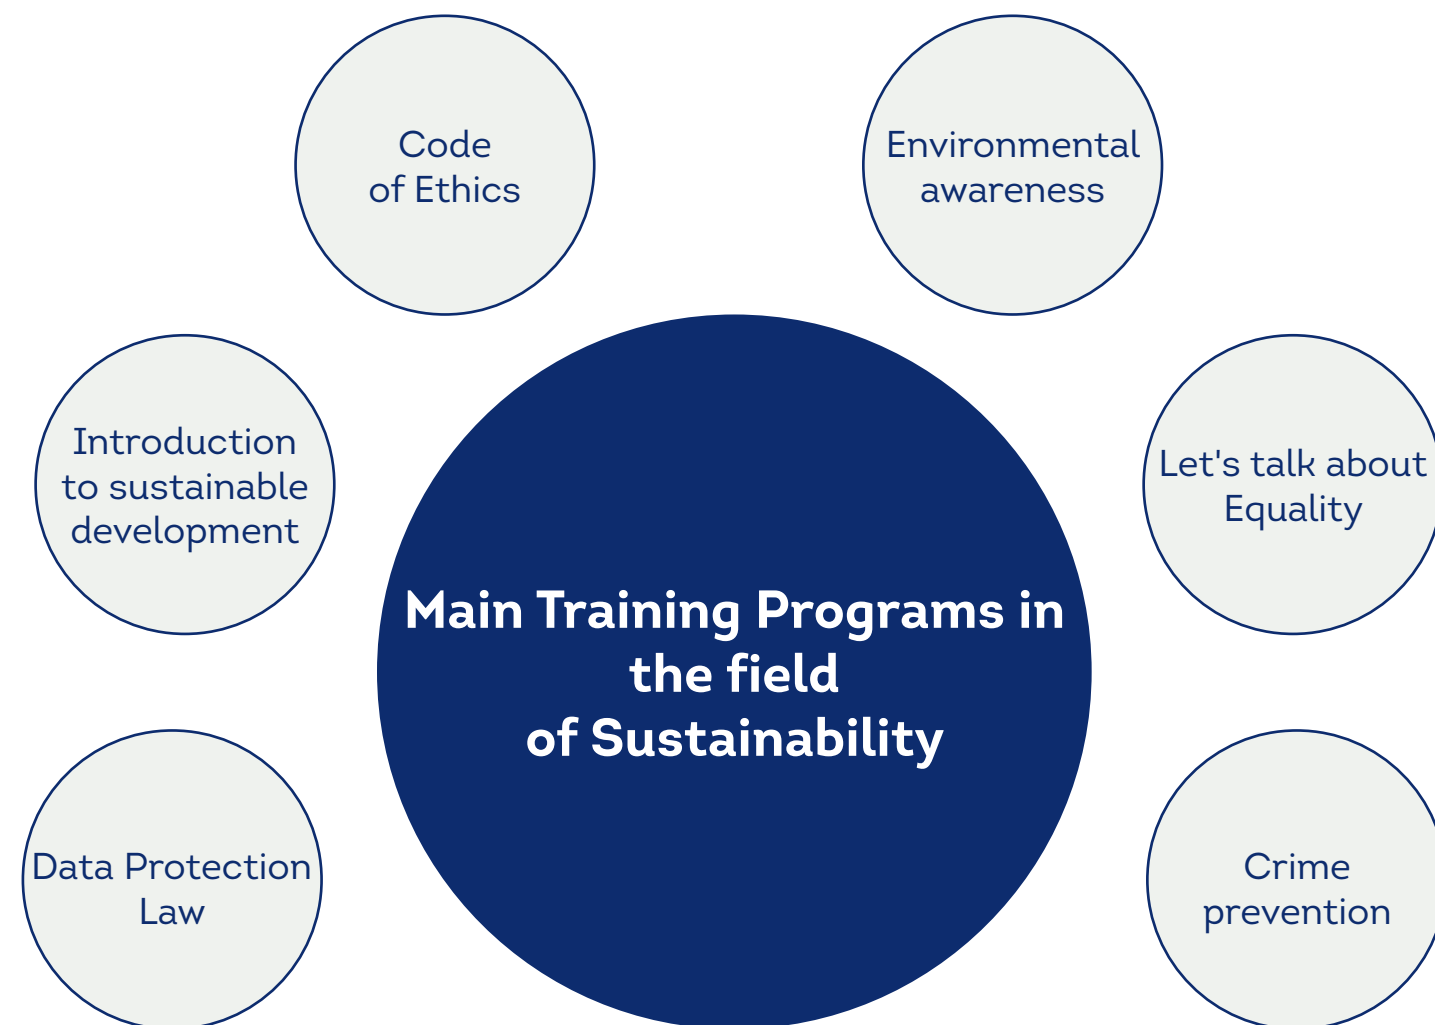 Code
of Ethics
Environmental
awareness
Introduction
to sustainable
development
Let's talk about
Equality
Main Training Programs in
the field
of Sustainability
Data Protection
Law
Crime
prevention